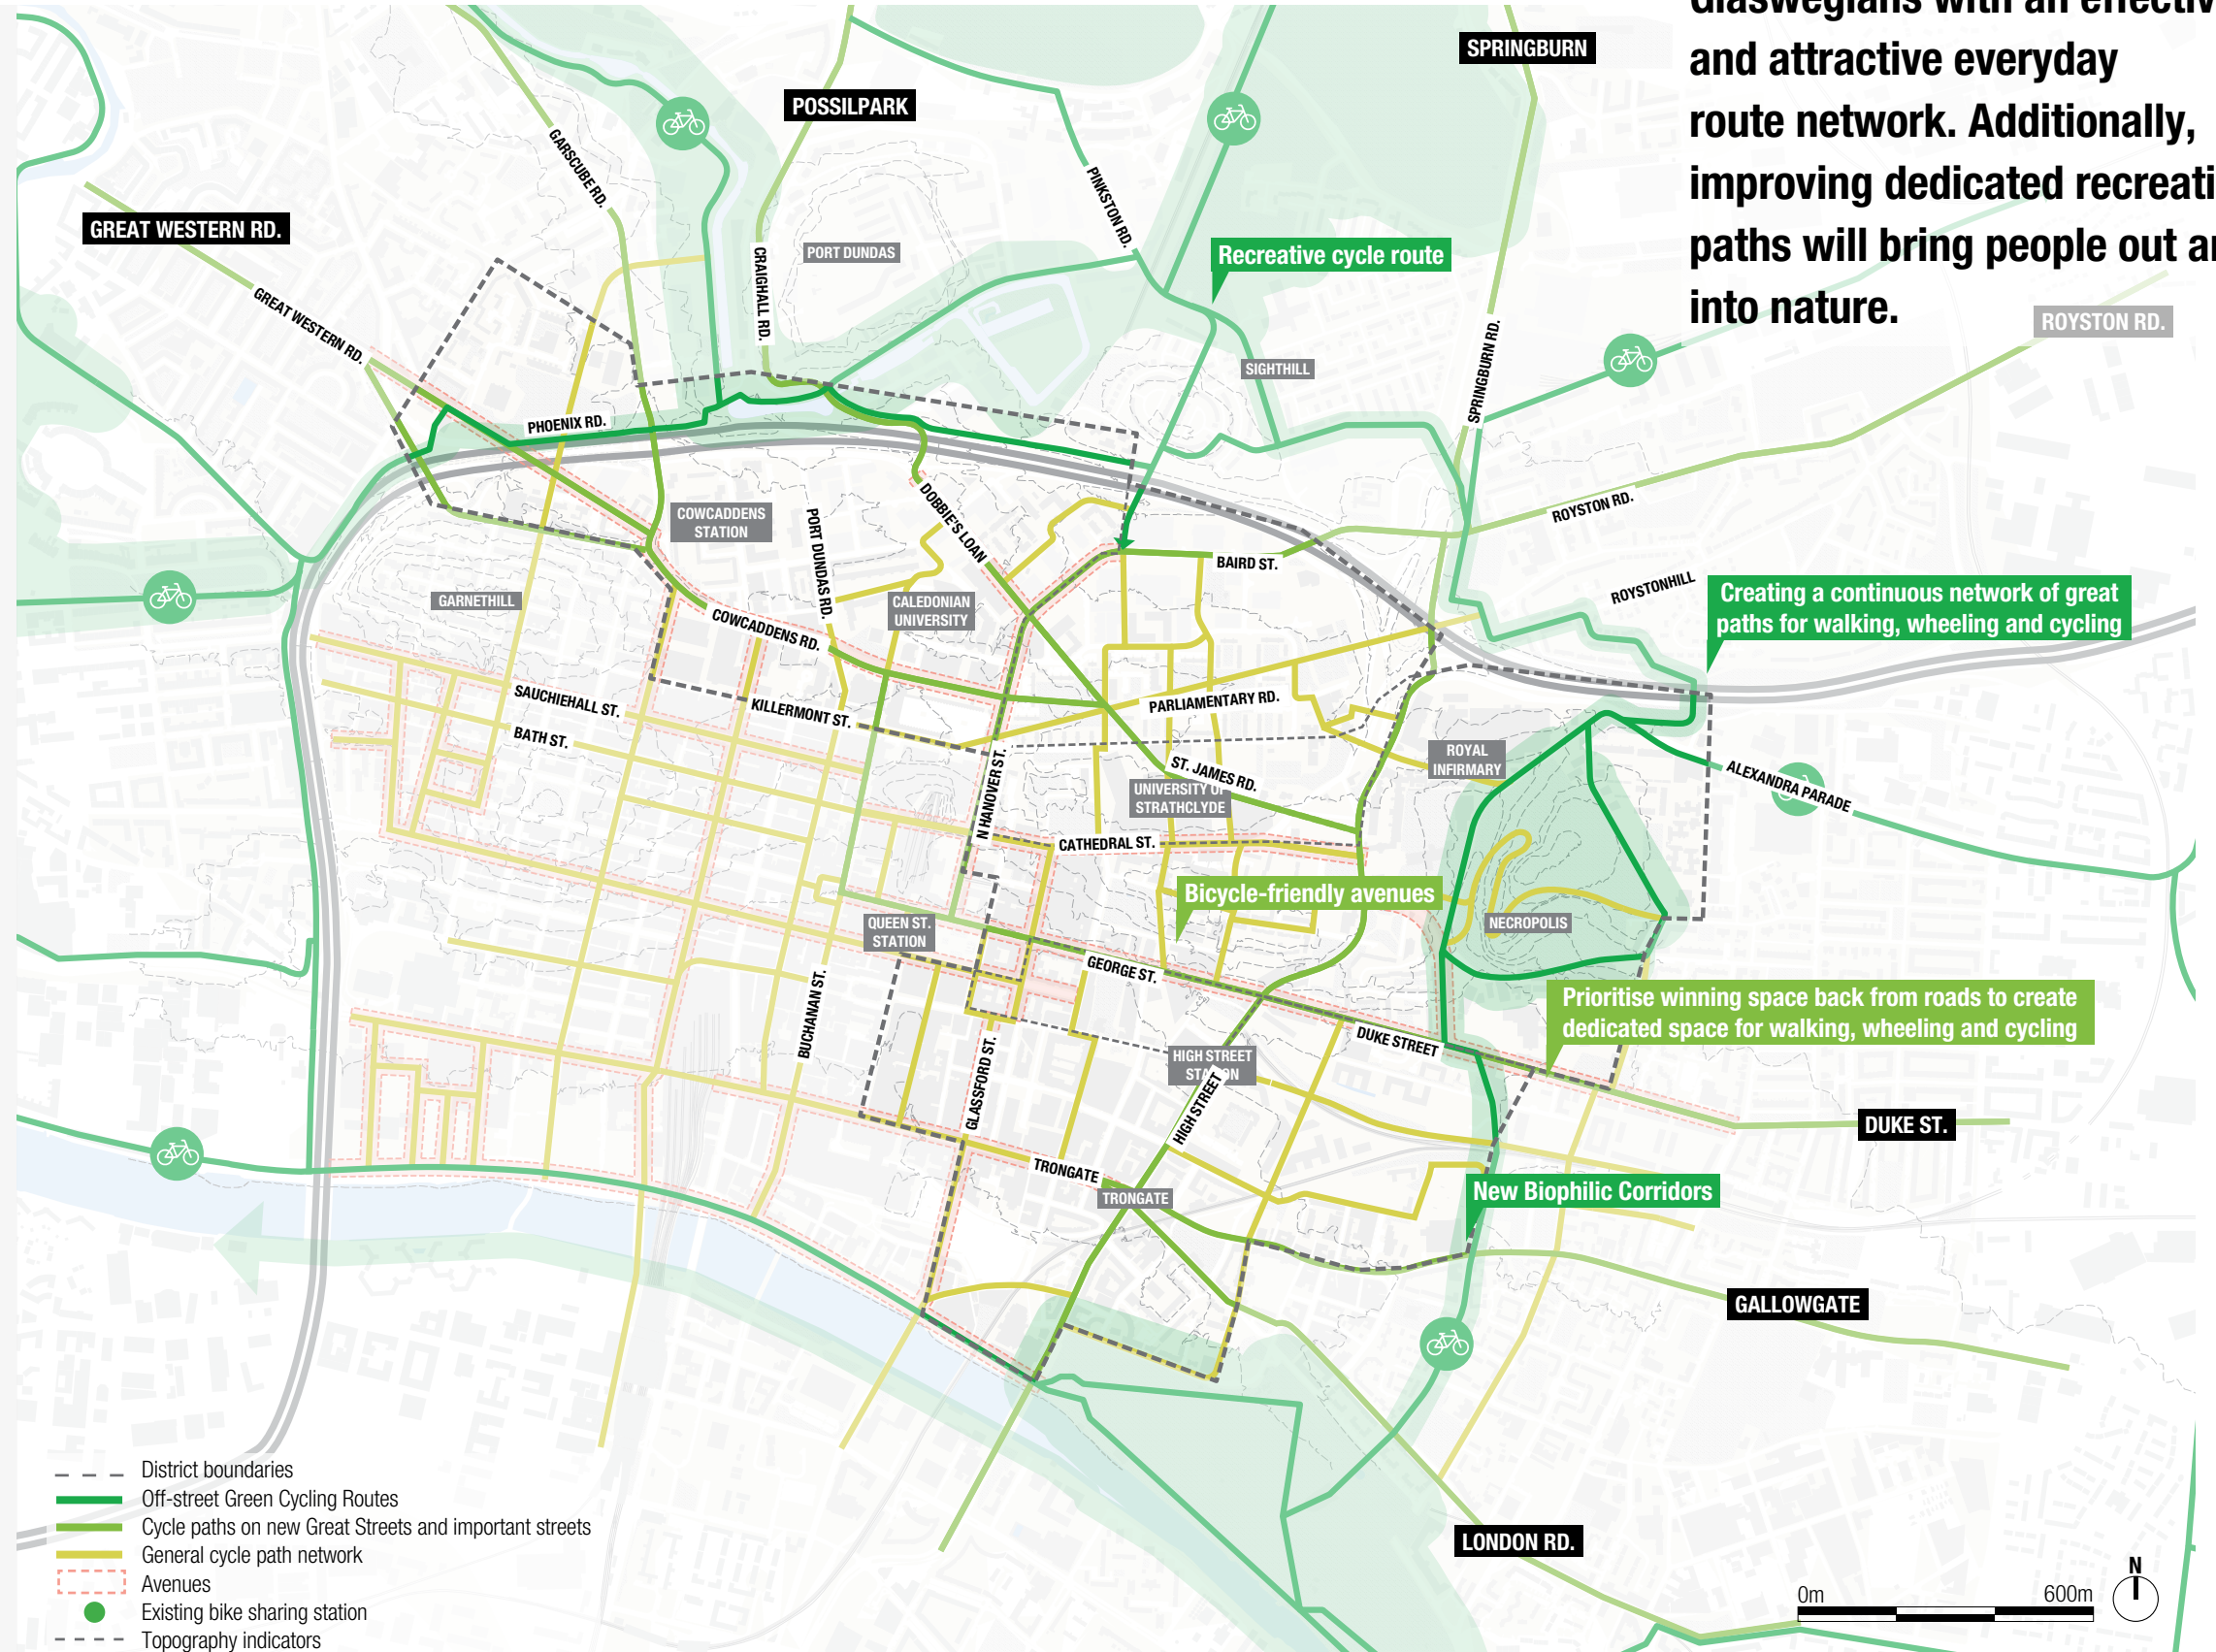 Glaswegians with an effectiv
and attractive everyday
route network. Additionally,
improving dedicated recreati
paths will bring people out a
into nature.
SPRINGBURN
POSSILPARK
GREAT WESTERN RD.
GARSCUBE RD.
PINKSTON RD.
CRAIGHALL RD.
PORT DUNDAS
Recreative cycle route
GREAT WESTERN RD.
ROYSTON RD.
SIGHTHILL
SPRINGBURN RD.
PHOENIX RD.
COWCADDENS
STATION
PORT DUNDAS RD.
DOBBIE'S LOAN
ROYSTON RD.
BAIRD ST.
ROYSTONHILL
Creating a continuous network of great
paths for walking, wheeling and cycling
GARNETHILL
CALEDONIAN
UNIVERSITY
COWCADDENS RD.
SAUCHIEHALL ST.
KILLERMONT ST.
PARLIAMENTARY RD.
BATH ST.
N HANOVER ST.
ROYAL
INFIRMARY
ST. JAMES RD.
UNIVERSITY OF
STRATHCLYDE
ALEXANDRA PARADE
CATHEDRAL ST.
Bicycle-friendly avenues
QUEEN ST.
STATION
NECROPOLIS
GEORGE ST.
BUCHANAN ST.
Prioritise winning space back from roads to create
dedicated space for walking, wheeling and cycling
DUKE STREET
GLASSFORD ST.
HIGH STREET
STATION
HIGH STREET
DUKE ST.
TRONGATE
TRONGATE
New Biophilic Corridors
GALLOWGATE
LONDON RD.
District boundaries
Off-street Green Cycling Routes
Cycle paths on new Great Streets and important streets
General cycle path network
Avenues
Existing bike sharing station
Topography indicators
0m 600m
N